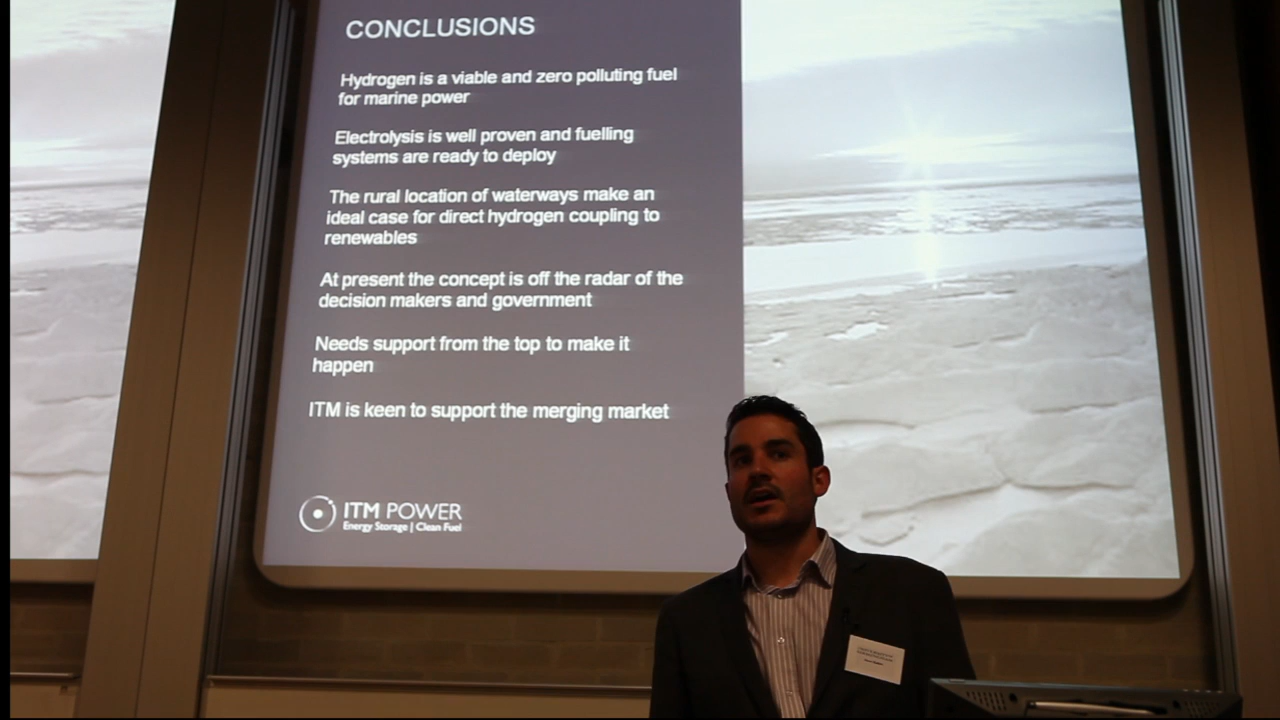 CONCLUSIONS
Hydrogen is a viable and zero polluting fuel
for marine power
Electrolysis is well proven and fuelling
systems are ready to deploy
The rural location of waterways make an
ideal case for direct hydrogen coupling to
renewables
At present the concept is off the radar of the
decision makers and government
Needs support from the top to make it
happen
ITM is keen to support the merging market
ITM POWER
Energy Storage | Clean Fuel